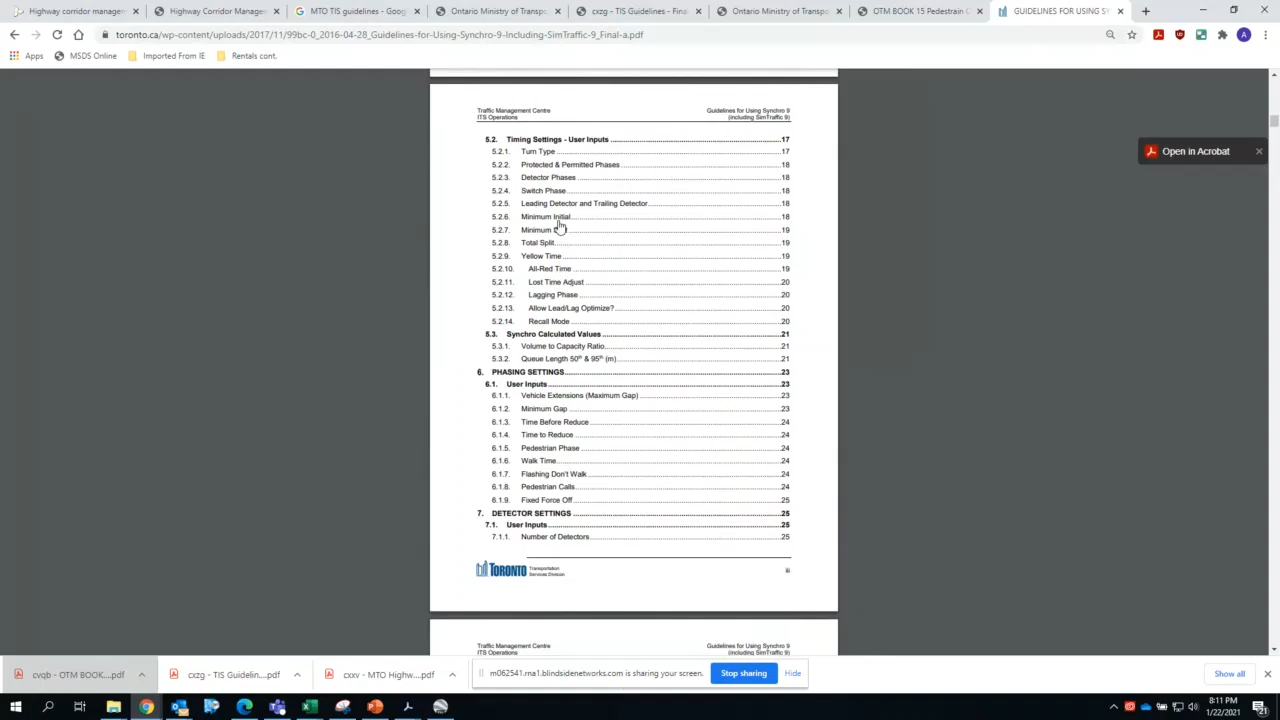 Highway corridor manageme
Highway Corridor Managem
MTO TIS guidelines - Goog
Ontario Ministry of Transpo
cxzg - TIS Guidelines - Fina
Ontario Ministry of Transpo
OTM BOOK 15 Pedestrian C
GUIDELINES FOR USING SY
toronto.ca/wp-content/uploads/2017/11/99bc-0_2016-04-28_Guidelines-for-Using-Synchro-9-Including-SimTraffic-9_Final-a.pdf
A
Apps
MSDS Online
Imported From IE
Rentals cont.
Open in Acrobat
Traffic Management Centre
ITS Operations
Guidelines for Using Synchro 9
(including SimTraffic 9)
5.2. Timing Settings - User Inputs 17
5.2.1. Turn Type 17
5.2.2. Protected & Permitted Phases 18
5.2.3. Detector Phases 18
5.2.4. Switch Phase 18
5.2.5. Leading Detector and Trailing Detector 18
5.2.6. Minimum Initial 18
5.2.7. Minimum 19
5.2.8. Total Split 19
5.2.9. Yellow Time 19
5.2.10. All-Red Time 19
5.2.11. Lost Time Adjust 20
5.2.12. Lagging Phase 20
5.2.13. Allow Lead/Lag Optimize? 20
5.2.14. Recall Mode 20
5.3. Synchro Calculated Values 21
5.3.1. Volume to Capacity Ratio 21
5.3.2. Queue Length 50th & 95th (m) 21
6. PHASING SETTINGS 23
6.1. User Inputs 23
6.1.1. Vehicle Extensions (Maximum Gap) 23
6.1.2. Minimum Gap 23
6.1.3. Time Before Reduce 24
6.1.4. Time to Reduce 24
6.1.5. Pedestrian Phase 24
6.1.6. Walk Time 24
6.1.7. Flashing Don't Walk 24
6.1.8. Pedestrian Calls 24
6.1.9. Fixed Force Off 25
7. DETECTOR SETTINGS 25
7.1. User Inputs 25
7.1.1. Number of Detectors 25
TORONTO Transportation
Services Division
iii
Traffic Management Centre
ITS Operations
Guidelines for Using Synchro 9
(including SimTraffic 9)
cxzg - TIS Guidelin....pdf
cxxv - MTO Highw....pdf
m062541.rna1.blindsidenetworks.com is sharing your screen.
Stop sharing
Hide
Show all
8:11 PM
1/22/2021
21